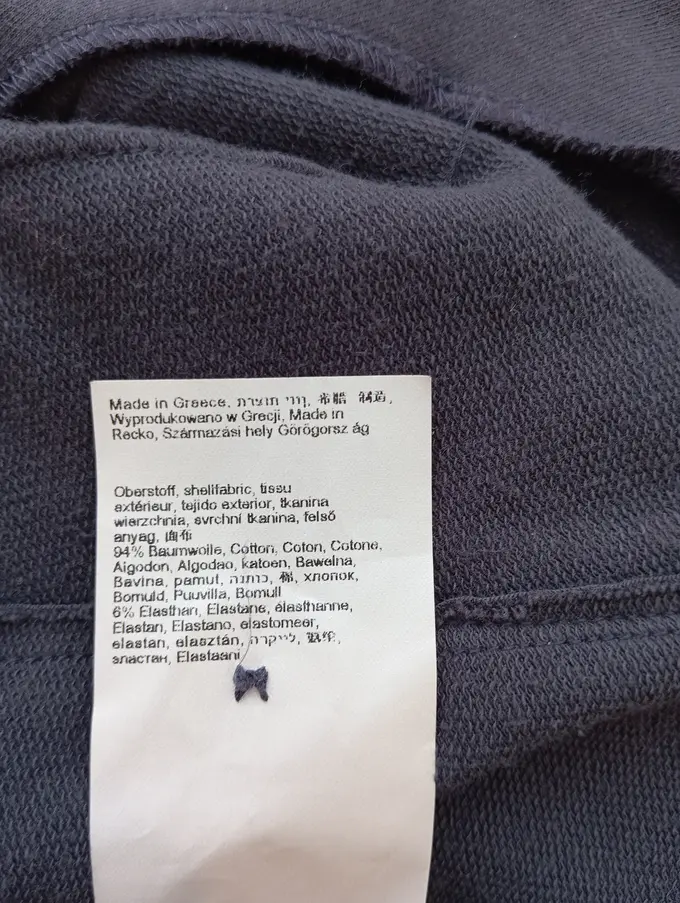 Made in Greece, ווני תוצרת, 希腊 制造,
Wyprodukowano w Grecji, Made in
Recko, Származási hely Görögorsz ág
Oberstoff, shellfabric, tissu
extérieur, tejido exterior, tkanina
wierzchnia, svrchní tkanina, felső
anyag, 面布
94% Baumwolle, Cotton, Coton, Cotone,
Algodon, Algodao, katoen, Bawelna,
Bavlna, pamut, כותנה, 棉, хлопок,
Bomuld, Puuvilla, Bomull
6% Elasthan, Elastane, élasthanne,
Elastan, Elastano, elastomeer,
elastan, elasztán, לייקרה, 氨纶,
эластан, Elastaani